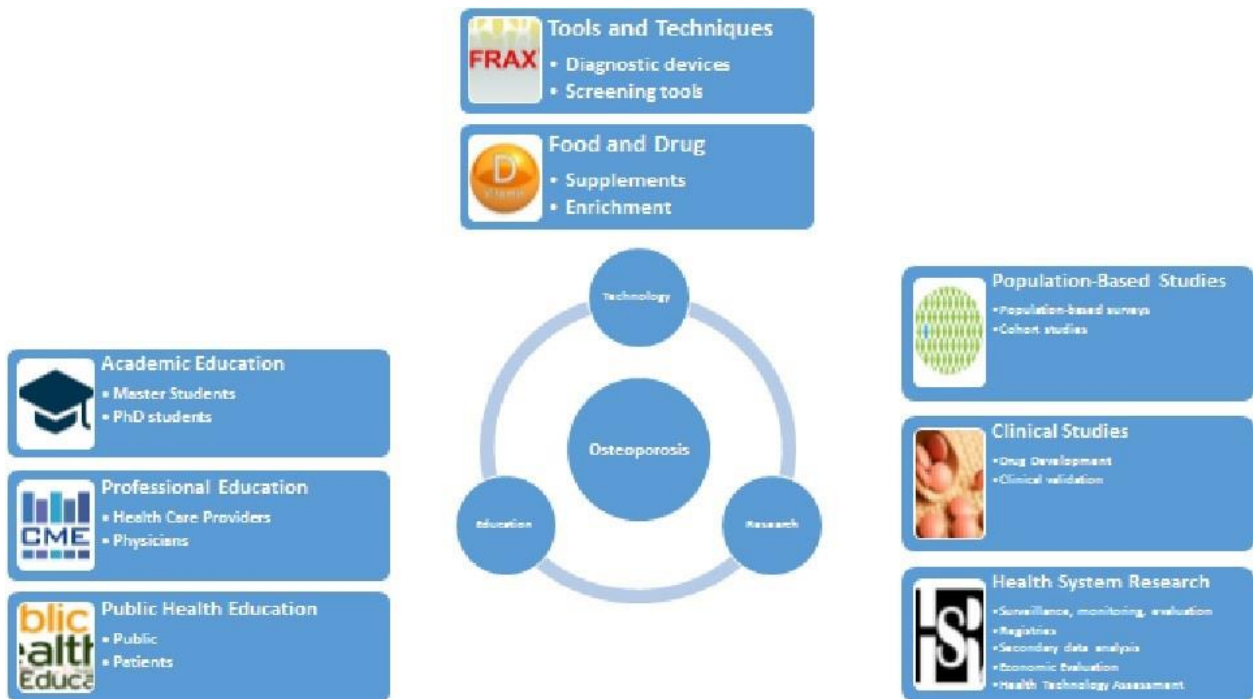 Tools and Techniques
FRAX
• Diagnostic devices
• Screening tools
Food and Drug
D
• Supplements
• Enrichment
Technology
Osteoporosis
Education
Research
Academic Education
• Master Students
• PhD students
Professional Education
CME
• Health Care Providers
• Physicians
Public Health Education
blic
ealth
Educa
• Public
• Patients
Population-Based Studies
•Population-based surveys
•Cohort studies
Clinical Studies
•Drug Development
•Clinical validation
Health System Research
HSR
•Surveillance, monitoring, evaluation
•Registries
•Secondary data analysis
•Economic Evaluation
•Health Technology Assessment